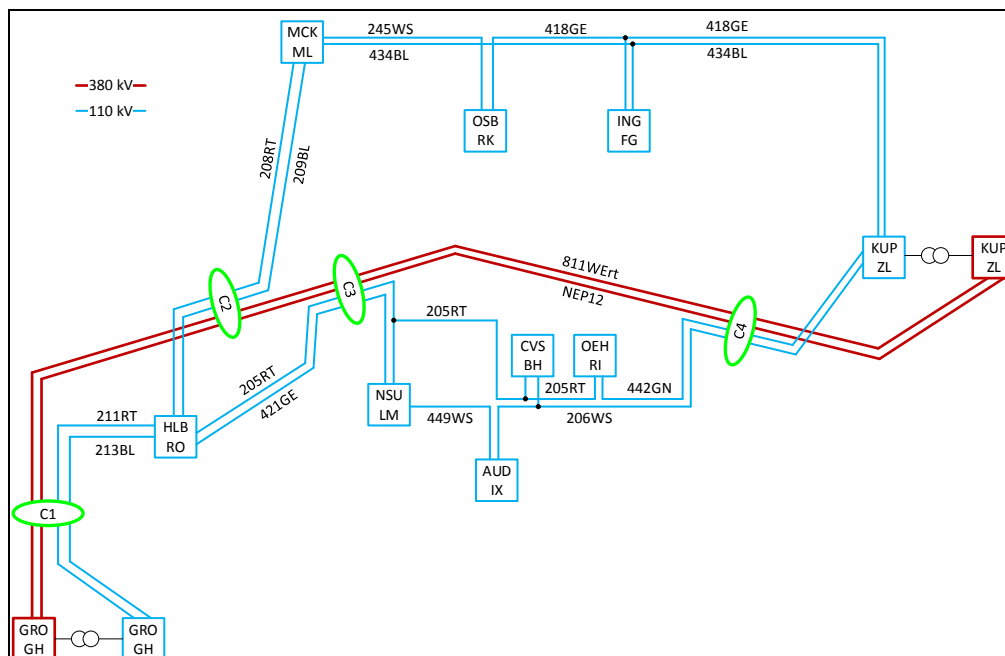 MCK
ML
245WS
434BL
418GE
418GE
434BL
380 kV
110 kV
OSB
RK
ING
FG
208RT
209BL
KUP
ZL
KUP
ZL
C2
C3
811WErt
NEP12
C4
205RT
CVS
BH
OEH
RI
205RT
421GE
205RT
442GN
NSU
LM
449WS
206WS
211RT
213BL
HLB
RO
AUD
IX
C1
GRO
GH
GRO
GH